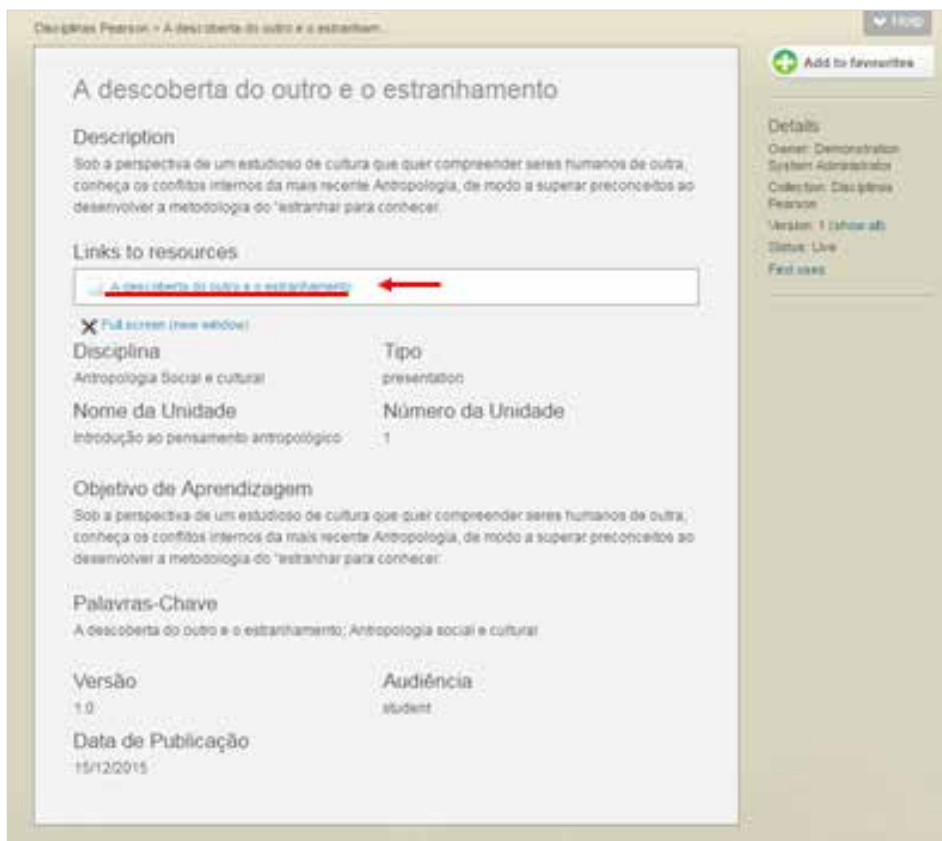 Disciplinas Pearson > A descoberta do outro e o estranham...
Help
Add to favourites
A descoberta do outro e o estranhamento
Description
Sob a perspectiva de um estudioso de cultura que quer compreender seres humanos de outra,
conheça os conflitos internos da mais recente Antropologia, de modo a superar preconceitos ao
desenvolver a metodologia do "estranhar para conhecer.
Links to resources
A descoberta do outro e o estranhamento
Full screen (new window)
Disciplina
Tipo
Antropologia Social e cultural
presentation
Nome da Unidade
Número da Unidade
Introdução ao pensamento antropológico
1
Objetivo de Aprendizagem
Sob a perspectiva de um estudioso de cultura que quer compreender seres humanos de outra,
conheça os conflitos internos da mais recente Antropologia, de modo a superar preconceitos ao
desenvolver a metodologia do "estranhar para conhecer.
Palavras-Chave
A descoberta do outro e o estranhamento; Antropologia social e cultural
Versão
Audiência
1.0
student
Data de Publicação
15/12/2015
Details
Owner: Demonstration
System Administrator
Collection: Disciplinas
Pearson
Version: 1 (show all)
Status: Live
Find uses